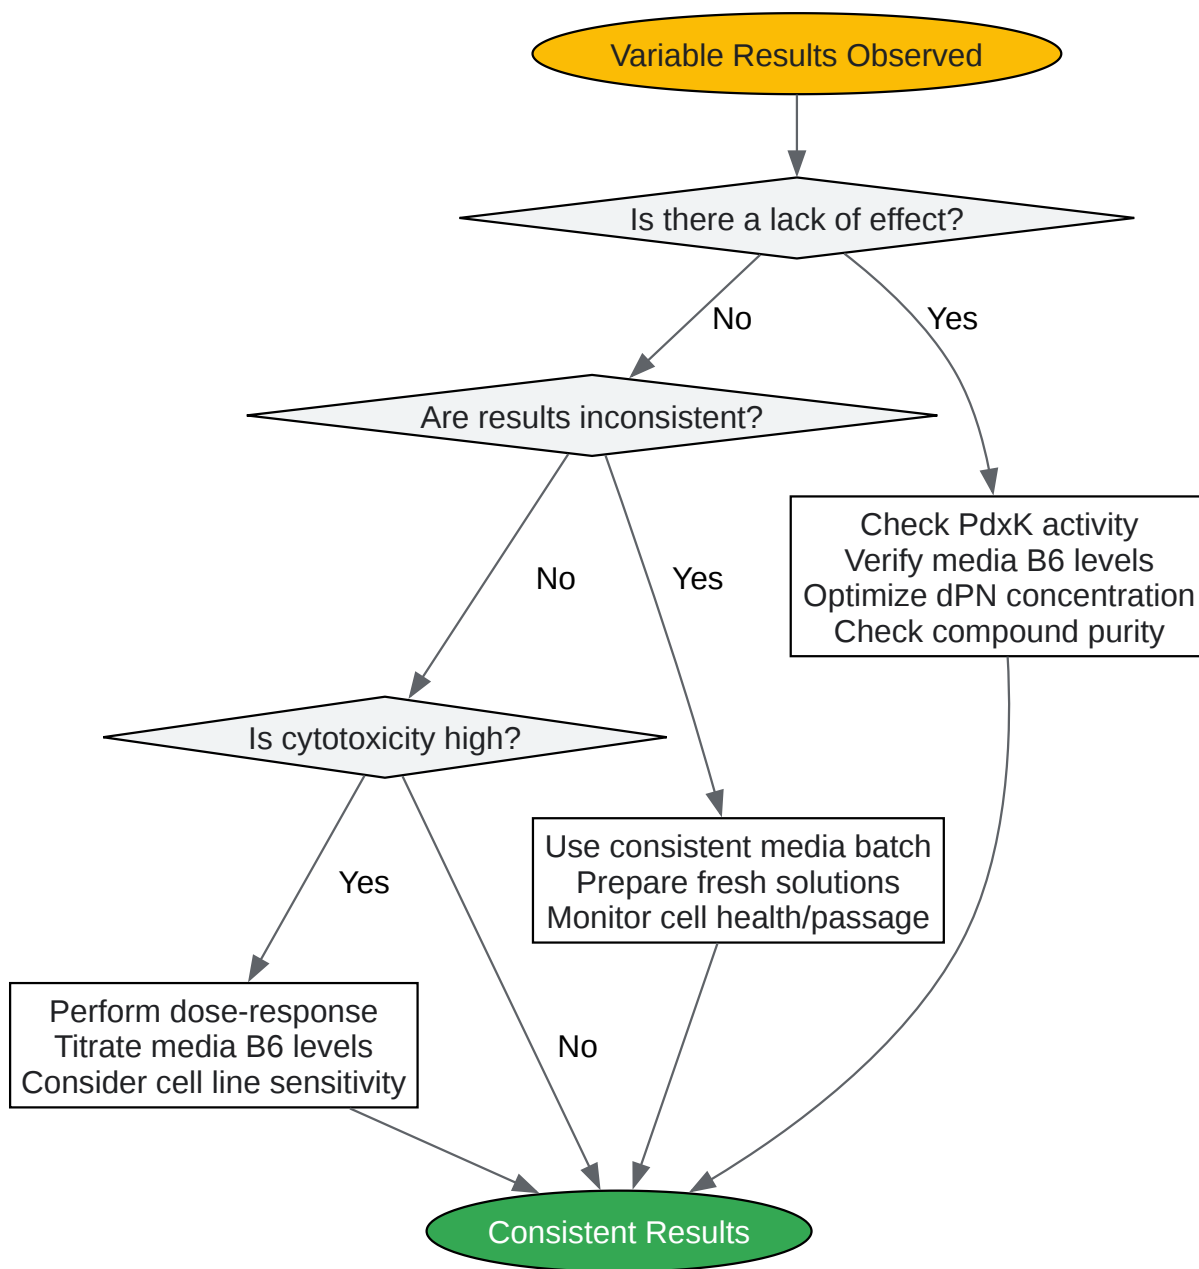 Variable Results Observed
Is there a lack of effect?
No
Yes
Are results inconsistent?
Check PdxK activity
Verify media B6 levels
Optimize dPN concentration
Check compound purity
No
Yes
Is cytotoxicity high?
Use consistent media batch
Prepare fresh solutions
Monitor cell health/passage
Yes
Perform dose-response
Titrate media B6 levels
Consider cell line sensitivity
No
Consistent Results